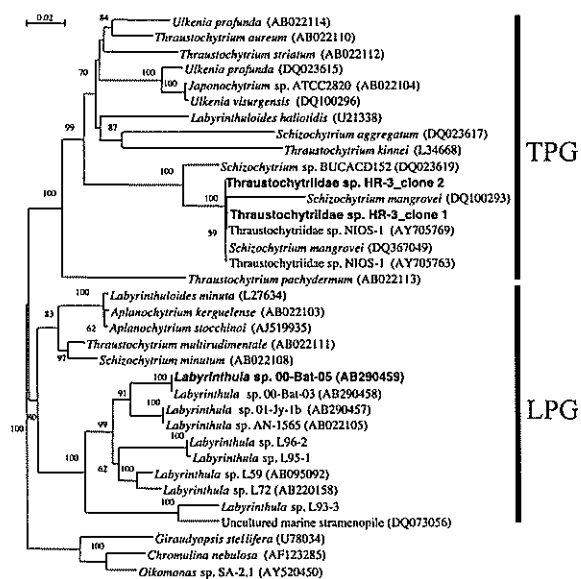 0.02
84
Ulkenia profunda (AB022114)
Thraustochytrium aureum (AB022110)
Thraustochytrium striatum (AB022112)
70
100
Ulkenia profunda (DQ023615)
100
Japonochytrium sp. ATCC2820 (AB022104)
Ulkenia visurgensis (DQ100296)
99
Labyrinthuloides haliotidis (U21338)
87
Schizochytrium aggregatum (DQ023617)
Thraustochytrium kinnei (L34668)
TPG
100
Schizochytrium sp. BUCACD152 (DQ023619)
100
Thraustochytriidae sp. HR-3_clone 2
100
Schizochytrium mangrovei (DQ100293)
Thraustochytriidae sp. HR-3_clone 1
Thraustochytriidae sp. NIOS-1 (AY705769)
Schizochytrium mangrovei (DQ367049)
Thraustochytriidae sp. NIOS-1 (AY705763)
Thraustochytrium pachydermum (AB022113)
100
Labyrinthuloides minuta (L27634)
83
Aplanochytrium kerguelense (AB022103)
62
Aplanochytrium stocchinoi (AJ519935)
Thraustochytrium multirudimentale (AB022111)
97
Schizochytrium minutum (AB022108)
100
Labyrinthula sp. 00-Bat-05 (AB290459)
91
Labyrinthula sp. 00-Bat-03 (AB290458)
Labyrinthula sp. 01-Jy-1b (AB290457)
99
100
Labyrinthula sp. AN-1565 (AB022105)
LPG
100
Labyrinthula sp. L96-2
100
62
Labyrinthula sp. L95-1
Labyrinthula sp. L59 (AB095092)
100
100
Labyrinthula sp. L72 (AB220158)
Labyrinthula sp. L93-3
100
Uncultured marine stramenopile (DQ073056)
Giraudyopsis stellifera (U78034)
100
Chromulina nebulosa (AF123285)
Oikomonas sp. SA-2.1 (AY520450)